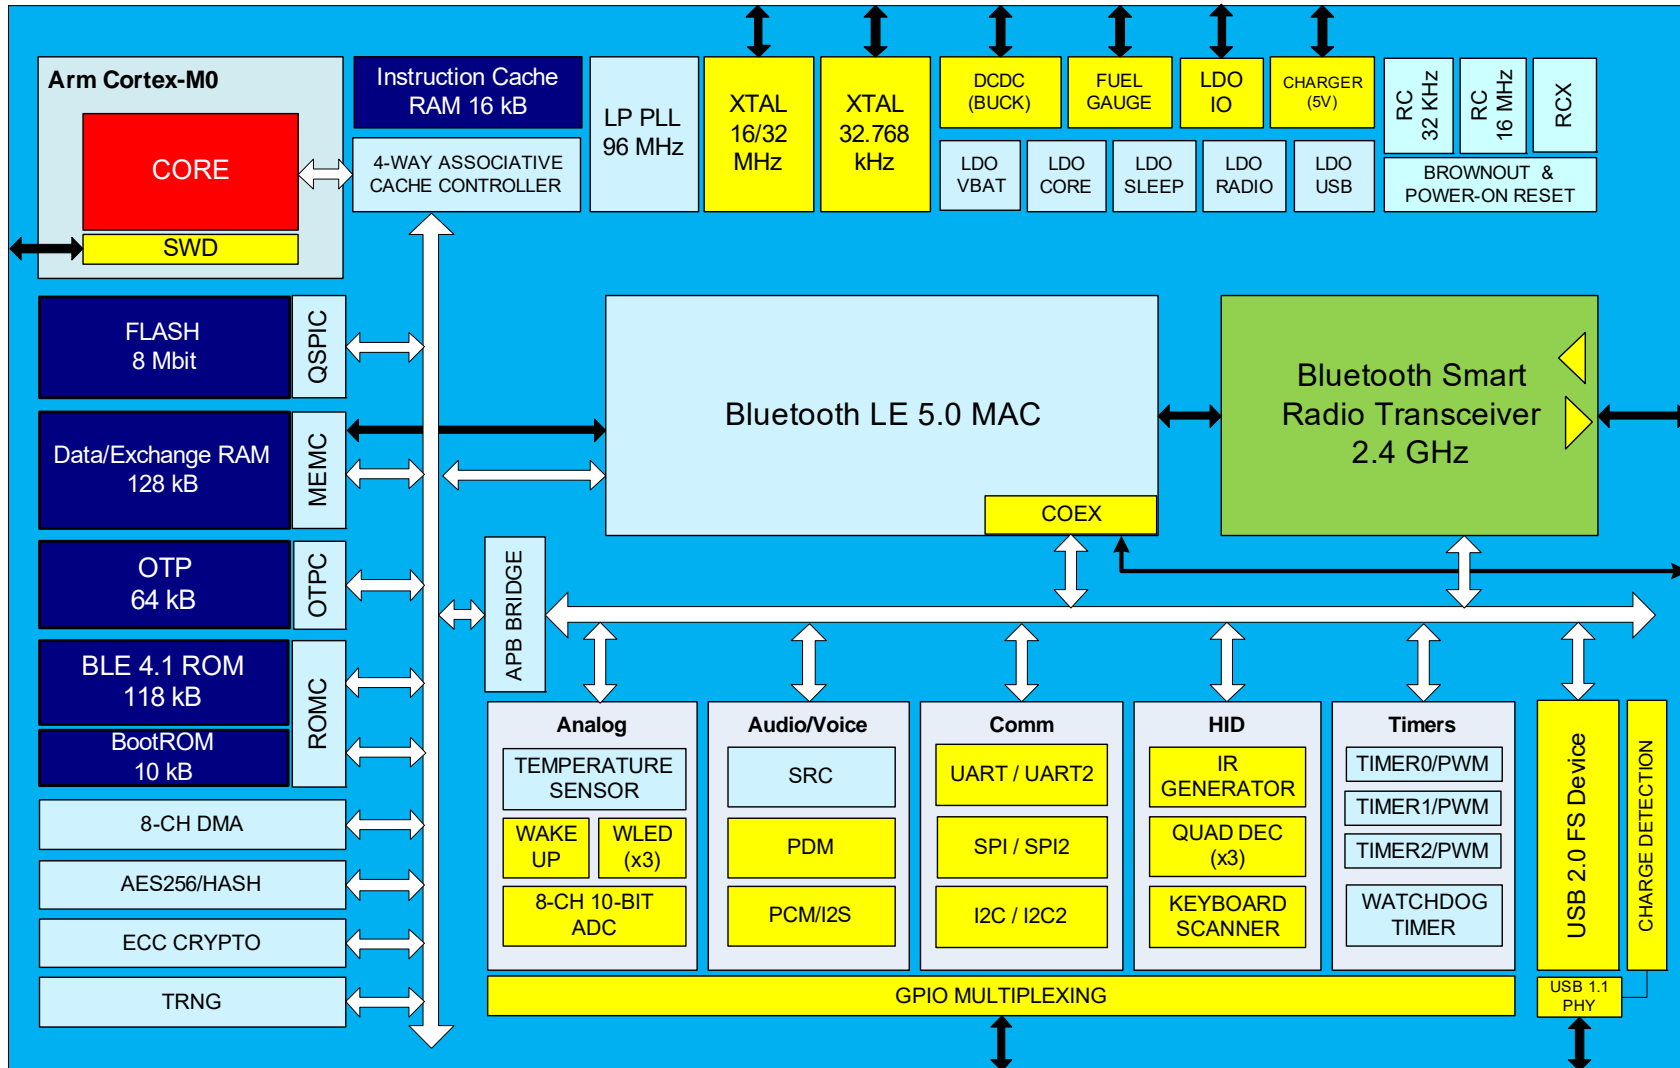 Arm Cortex-M0
CORE
SWD
Instruction Cache
RAM 16 kB
4-WAY ASSOCIATIVE
CACHE CONTROLLER
LP PLL
96 MHz
XTAL
16/32
MHz
XTAL
32.768
kHz
DCDC
(BUCK)
FUEL
GAUGE
LDO
IO
CHARGER
(5V)
LDO
VBAT
LDO
CORE
LDO
SLEEP
LDO
RADIO
LDO
USB
RC
32 KHz
RC
16 MHz
RCX
BROWNOUT &
POWER-ON RESET
FLASH
8 Mbit
QSPIC
Data/Exchange RAM
128 kB
MEMC
OTP
64 kB
OTPC
BLE 4.1 ROM
118 kB
BootROM
10 kB
ROMC
8-CH DMA
AES256/HASH
ECC CRYPTO
TRNG
Bluetooth LE 5.0 MAC
COEX
Bluetooth Smart
Radio Transceiver
2.4 GHz
APB BRIDGE
Analog
TEMPERATURE
SENSOR
WAKE
UP
WLED
(x3)
8-CH 10-BIT
ADC
Audio/Voice
SRC
PDM
PCM/I2S
Comm
UART / UART2
SPI / SPI2
I2C / I2C2
HID
IR
GENERATOR
QUAD DEC
(x3)
KEYBOARD
SCANNER
Timers
TIMER0/PWM
TIMER1/PWM
TIMER2/PWM
WATCHDOG
TIMER
USB 2.0 FS Device
CHARGE DETECTION
USB 1.1
PHY
GPIO MULTIPLEXING